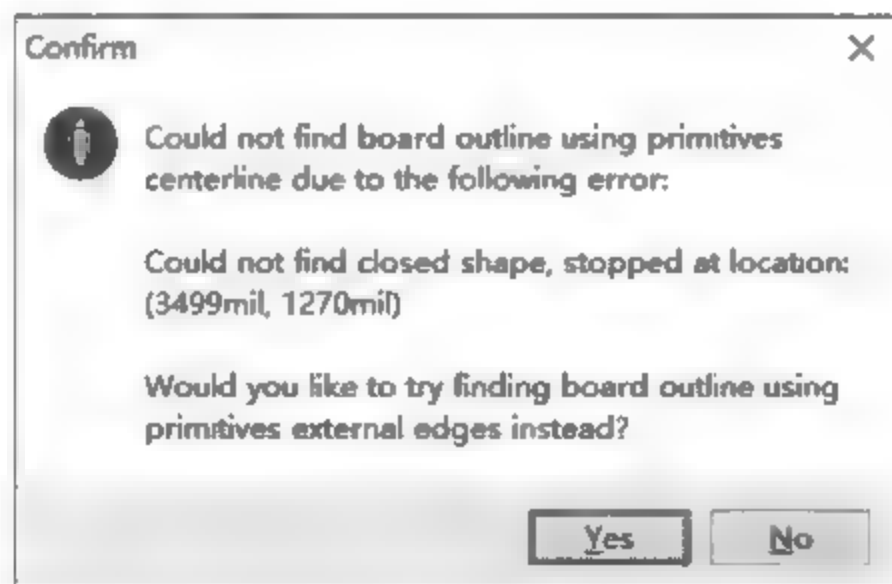 Confirm
Could not find board outline using primitives
centerline due to the following error:
Could not find closed shape, stopped at location:
(3499mil, 1270mil)
Would you like to try finding board outline using
primitives external edges instead?
Yes
No